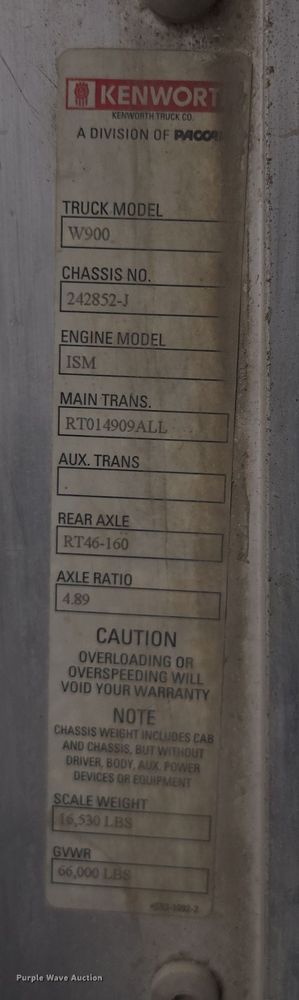 KENWORT
KENWORTH TRUCK CO.
A DIVISION OF PACCAR
TRUCK MODEL
W900
CHASSIS NO.
242852-J
ENGINE MODEL
ISM
MAIN TRANS.
RT014909ALL
AUX. TRANS
.
REAR AXLE
RT46-160
AXLE RATIO
4.89
CAUTION
OVERLOADING OR
OVERSPEEDING WILL
VOID YOUR WARRANTY
NOTE
CHASSIS WEIGHT INCLUDES CAB
AND CHASSIS, BUT WITHOUT
DRIVER, BODY, AUX. POWER
DEVICES OR EQUIPMENT
SCALE WEIGHT
16,530 LBS
GVWR
66,000 LBS
Purple Wave Auction